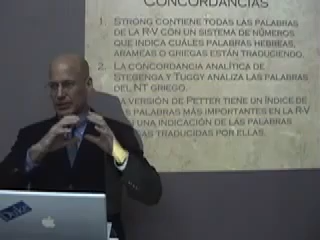 CONCORDANCIAS
1. STRONG CONTIENE TODAS LAS PALABRAS
DE LA R-V CON UN SISTEMA DE NÚMEROS
QUE INDICA CUÁLES PALABRAS HEBREAS,
ARAMEAS O GRIEGAS ESTÁN TRADUCIENDO.
2. LA CONCORDANCIA ANALÍTICA DE
STEGENGA Y TUGGY ANALIZA LAS PALABRAS
DEL NT GRIEGO.
VERSIÓN DE PETTER TIENE UN ÍNDICE DE
PALABRAS MÁS IMPORTANTES EN LA R-V
UNA INDICACIÓN DE LAS PALABRAS
TRADUCIDAS POR ELLAS.